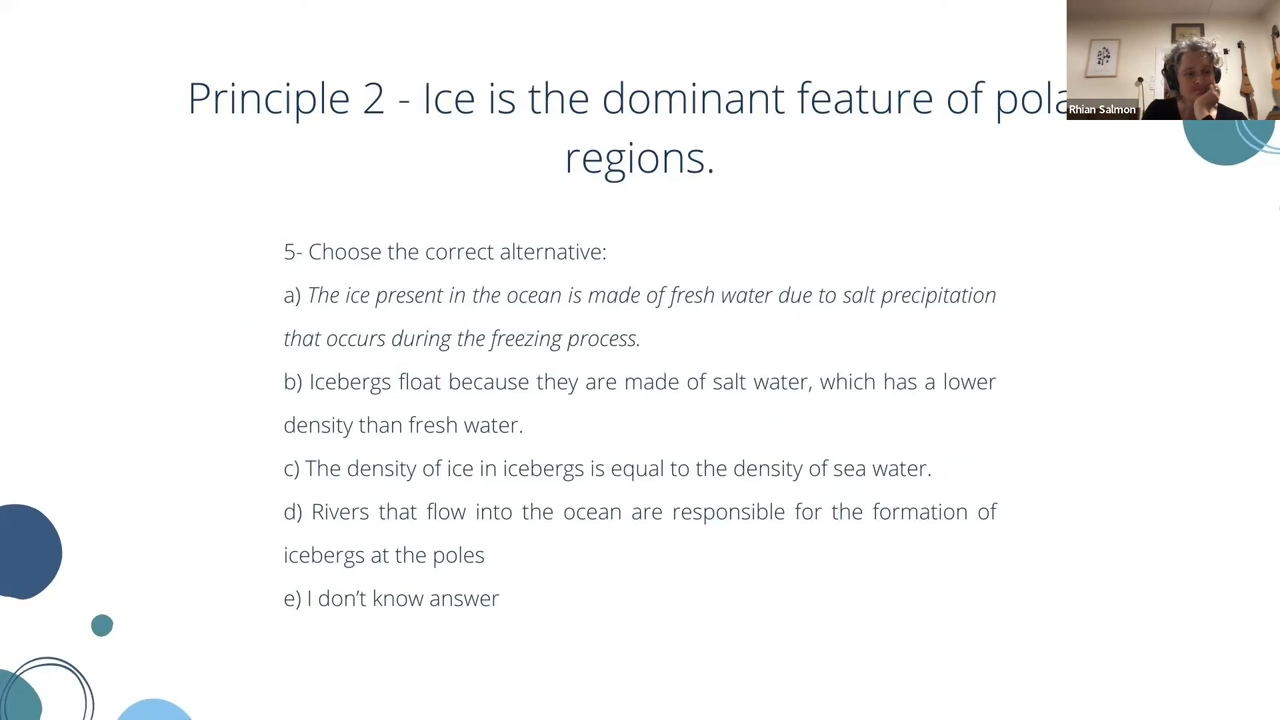 Principle 2 - Ice is the dominant feature of
regions.
Rhian Salmon
5- Choose the correct alternative:
a) The ice present in the ocean is made of fresh water due to salt precipitation
that occurs during the freezing process.
b) Icebergs float because they are made of salt water, which has a lower
density than fresh water.
c) The density of ice in icebergs is equal to the density of sea water.
d) Rivers that flow into the ocean are responsible for the formation of
icebergs at the poles
e) I don’t know answer